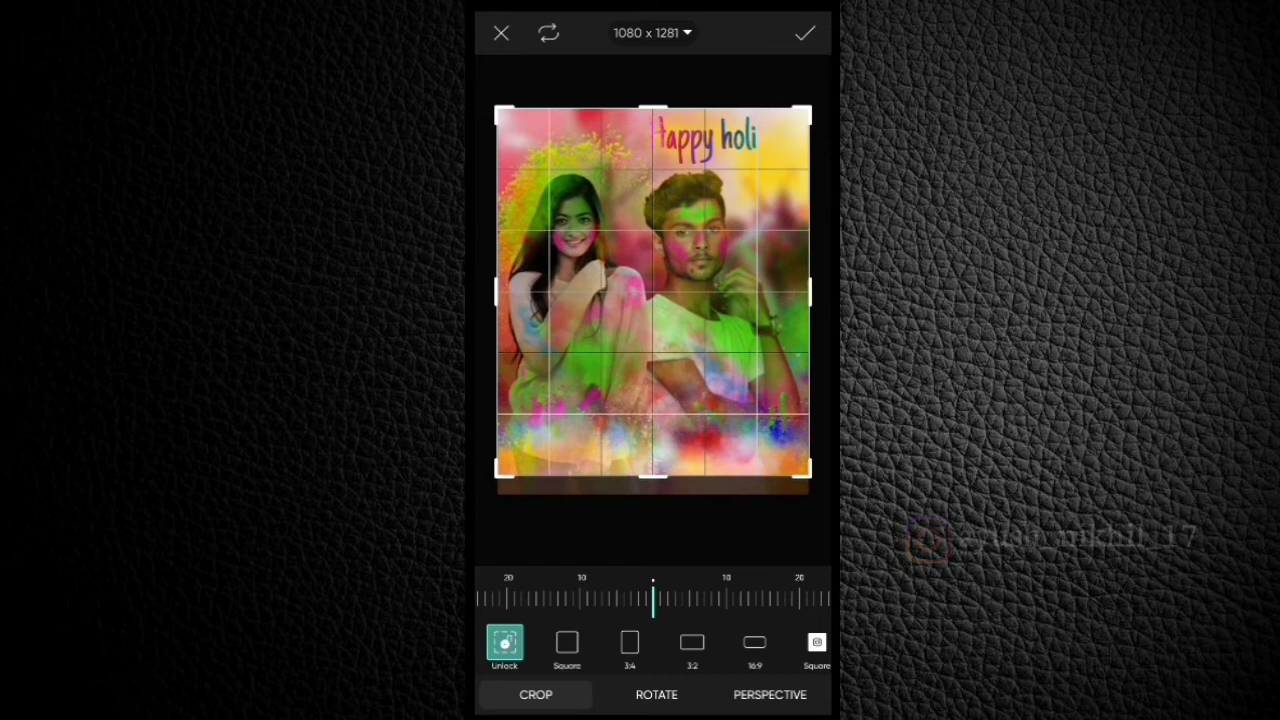 1080 x 1281
Happy holi
20 10 10 20
Unlock Square 3:4 3:2 16:9 Square
CROP ROTATE PERSPECTIVE